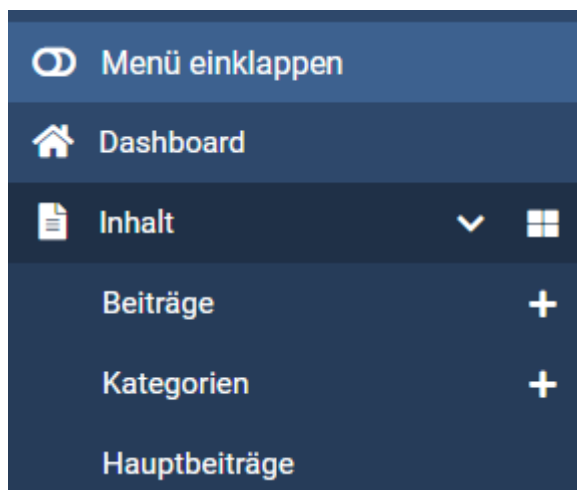 Menü einklappen
Dashboard
Inhalt
Beiträge
Kategorien
Hauptbeiträge